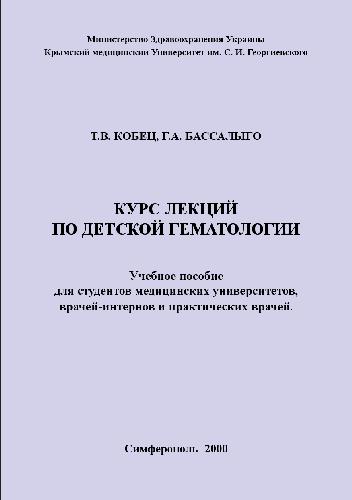 Министерство Здравоохранения Украины
Крымский медицинский Университет им. С. И. Георгиевского
Т.В. КОБЕЦ, Г.А. БАССАЛЫГО
КУРС ЛЕКЦИЙ
ПО ДЕТСКОЙ ГЕМАТОЛОГИИ
Учебное пособие
для студентов медицинских университетов,
врачей-интернов и практических врачей.
Симферополь 2000